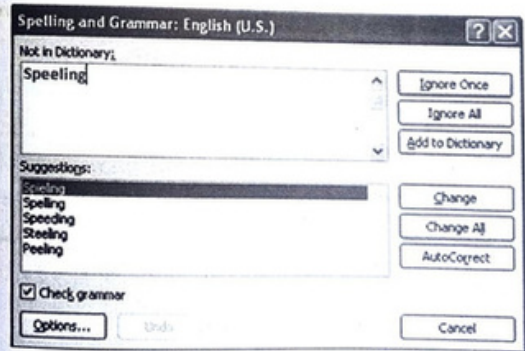 Spelling and Grammar: English (U.S.)
Not in Dictionary:
Speeling
Ignore Once
Ignore All
Add to Dictionary
Suggestions:
Spieling
Spelling
Speeding
Steeling
Peeling
Change
Change All
AutoCorrect
Check grammar
Options...
Undo
Cancel